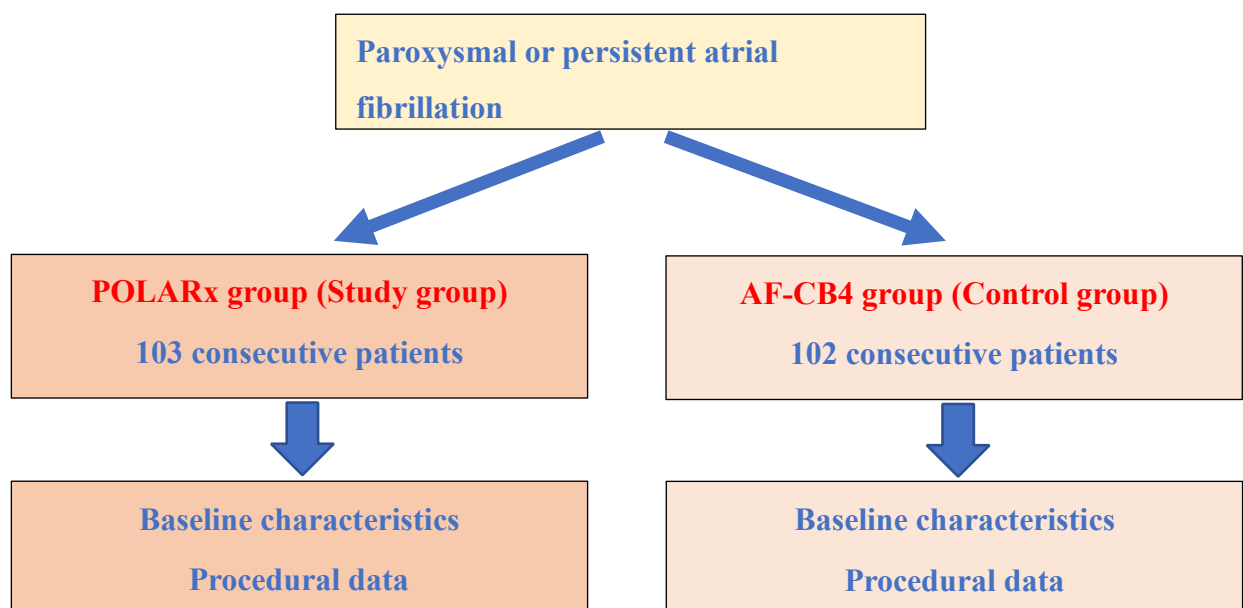 Paroxysmal or persistent atrial
fibrillation
POLARx group (Study group)
103 consecutive patients
AF-CB4 group (Control group)
102 consecutive patients
Baseline characteristics
Procedural data
Baseline characteristics
Procedural data